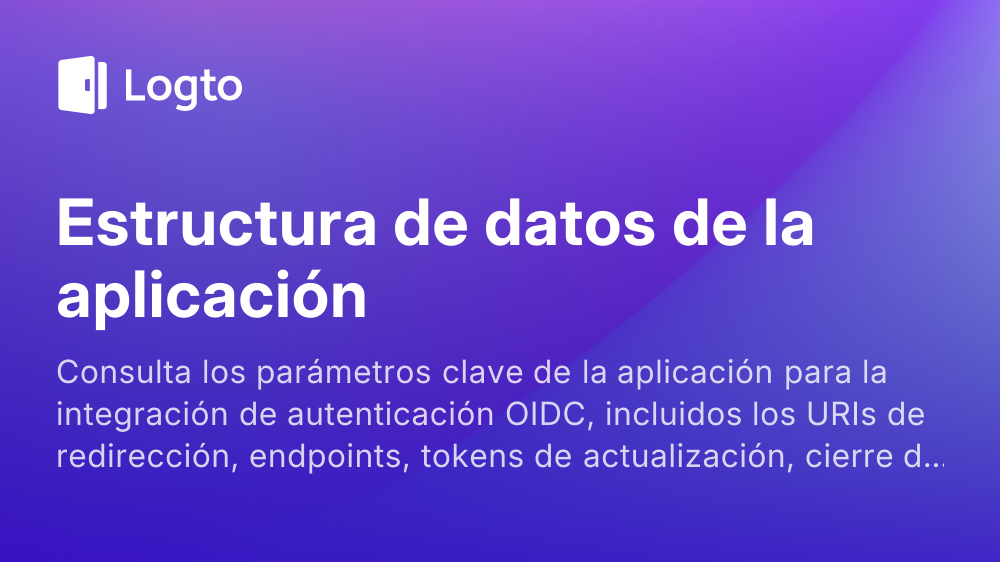 Logto
Estructura de datos de la
aplicación
Consulta los parámetros clave de la aplicación para la
integración de autenticación OIDC, incluidos los URIs de
redirección, endpoints, tokens de actualización, cierre d...